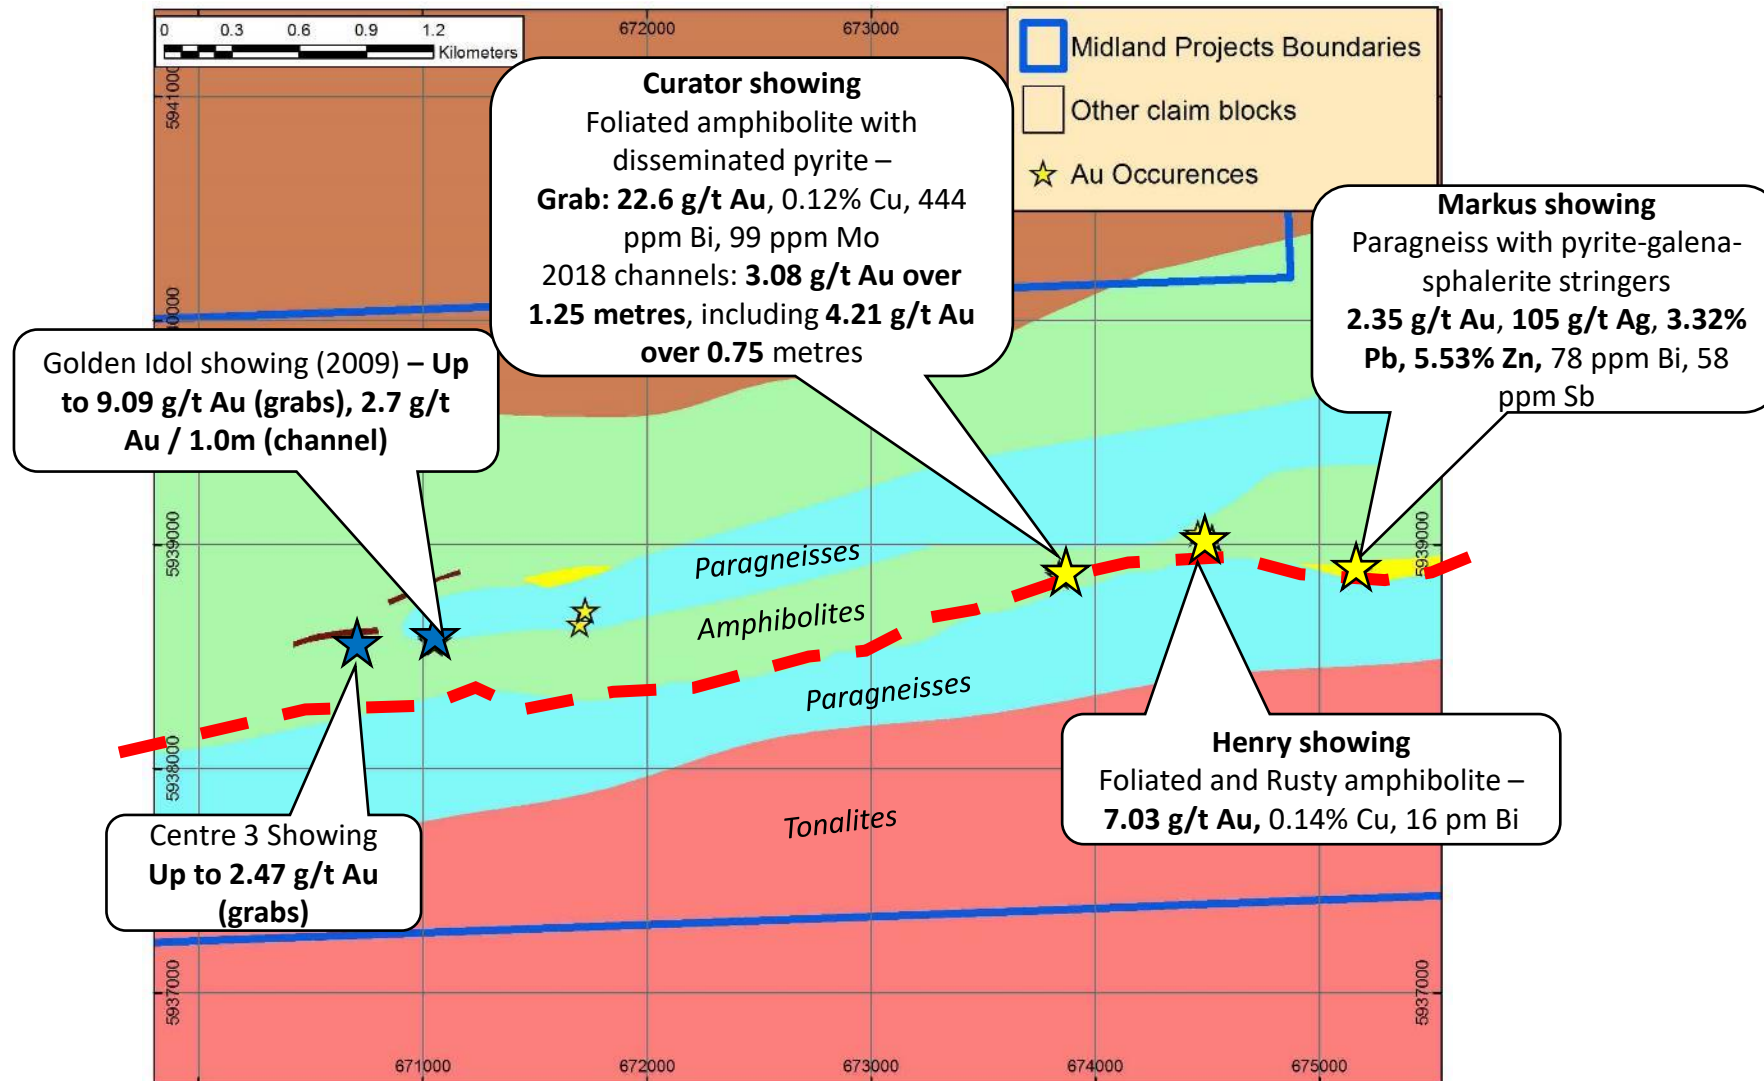 0 0.3 0.6 0.9 1.2
Kilometers
672000
673000
Midland Projects Boundaries
Other claim blocks
Au Occurences
5941000
Curator showing
Foliated amphibolite with
disseminated pyrite –
Grab: 22.6 g/t Au, 0.12% Cu, 444
ppm Bi, 99 ppm Mo
2018 channels: 3.08 g/t Au over
1.25 metres, including 4.21 g/t Au
over 0.75 metres
Markus showing
Paragneiss with pyrite-galena-
sphalerite stringers
2.35 g/t Au, 105 g/t Ag, 3.32%
Pb, 5.53% Zn, 78 ppm Bi, 58
ppm Sb
Golden Idol showing (2009) – Up
to 9.09 g/t Au (grabs), 2.7 g/t
Au / 1.0m (channel)
5939000
5939000
Paragneisses
Amphibolites
Paragneisses
5938000
Henry showing
Foliated and Rusty amphibolite –
7.03 g/t Au, 0.14% Cu, 16 pm Bi
Tonalites
Centre 3 Showing
Up to 2.47 g/t Au
(grabs)
5937000
5937000
671000
672000
673000
674000
675000